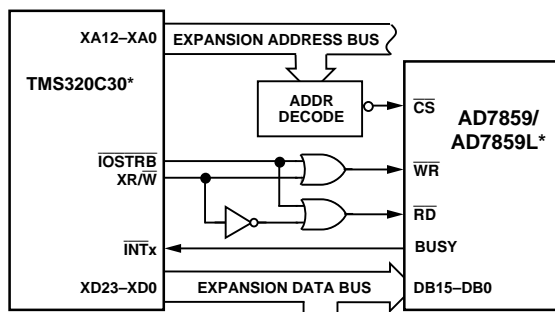 XA12–XA0
EXPANSION ADDRESS BUS
TMS320C30*
ADDR
DECODE
AD7859/
AD7859L*
CS
IOSTRB
XR/W
WR
RD
INTx
BUSY
XD23–XD0
EXPANSION DATA BUS
DB15–DB0